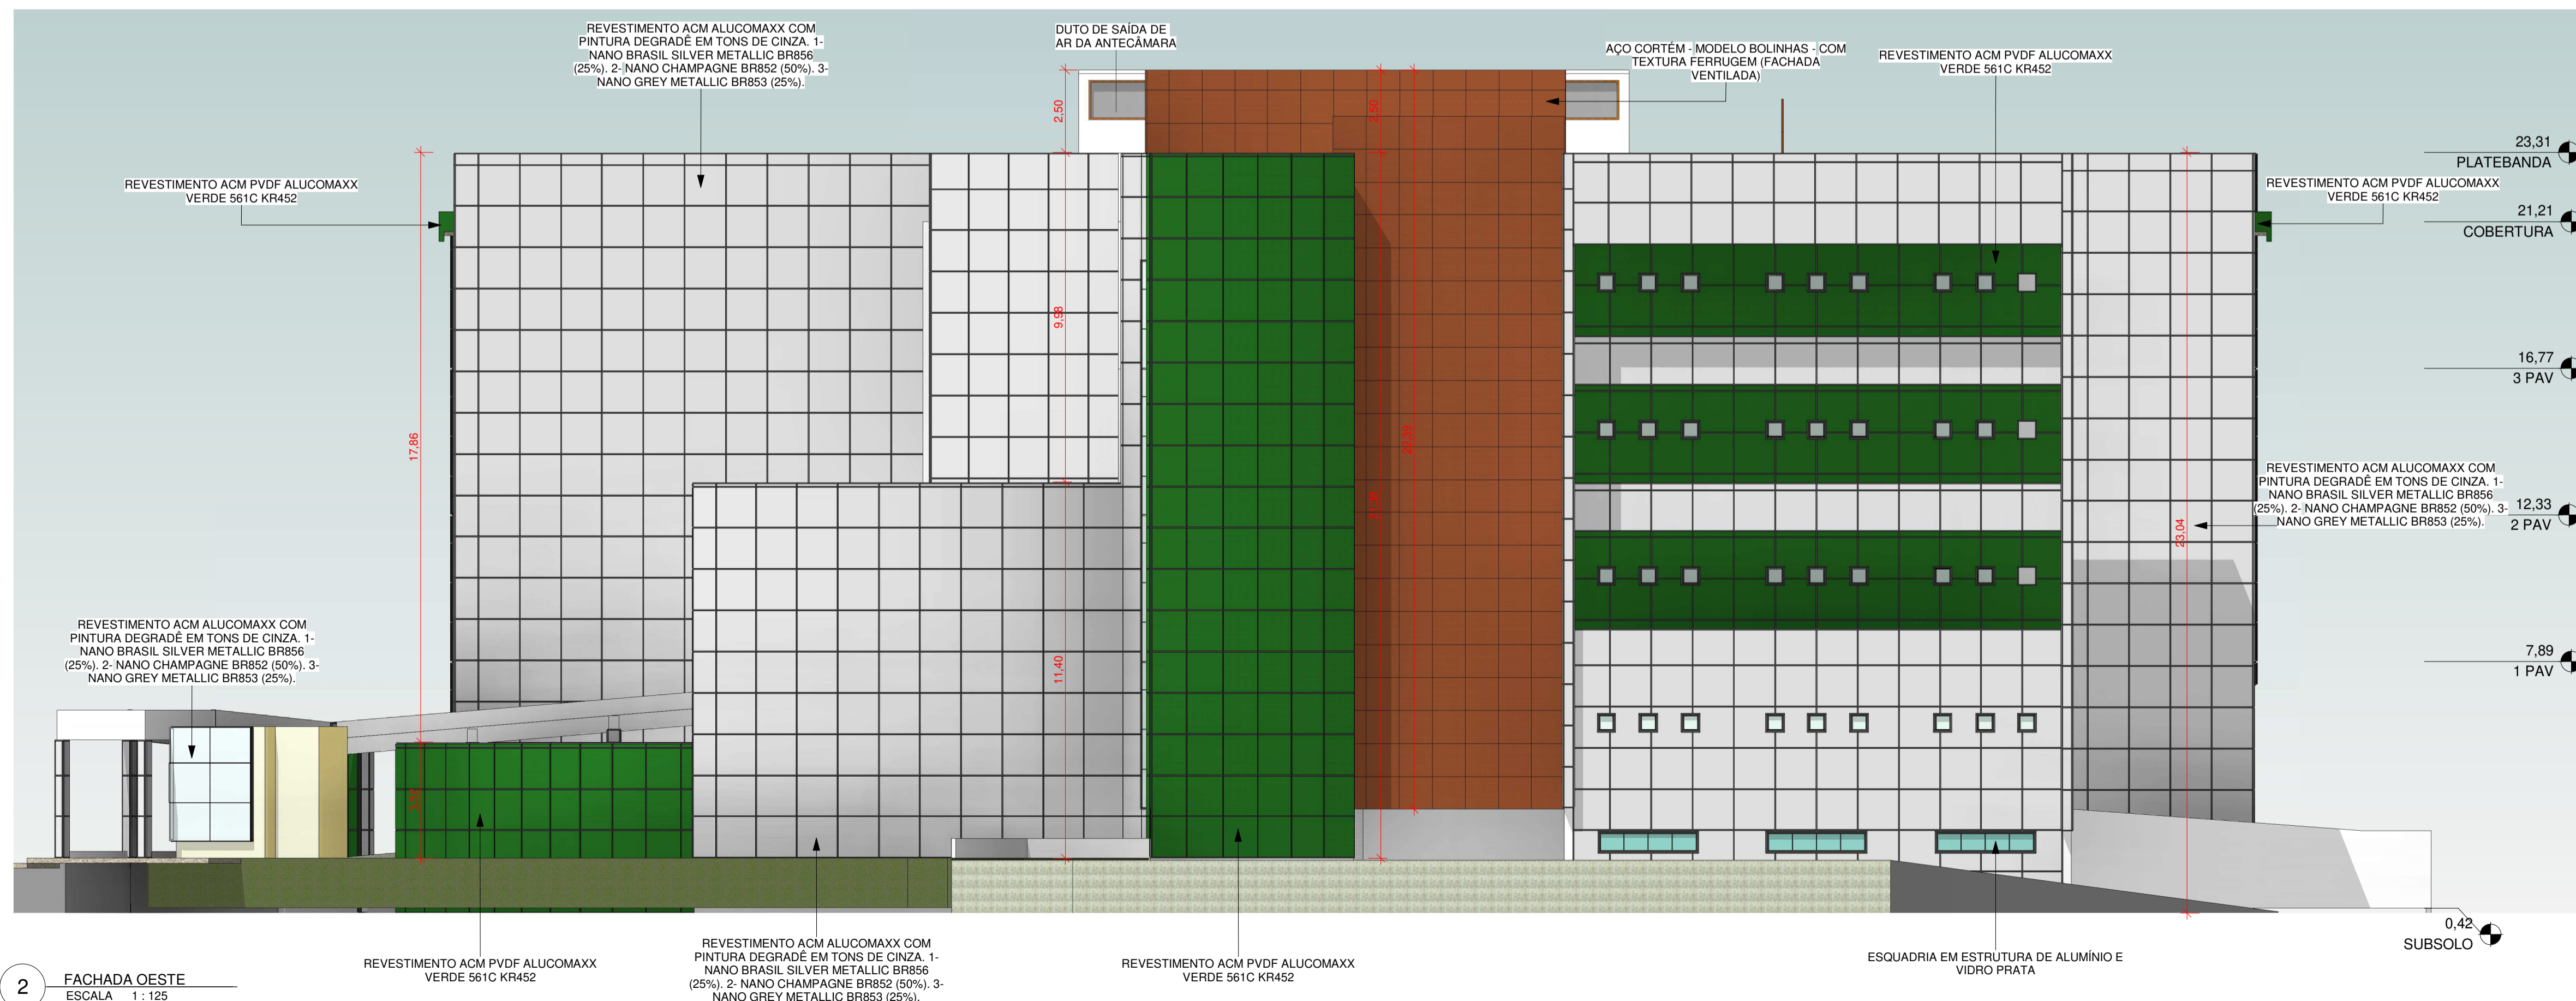 REVESTIMENTO ACM ALUCOMAXX COM
PINTURA DEGRADÊ EM TONS DE CINZA. 1-
NANO BRASIL SILVER METALLIC BR856
(25%). 2- NANO CHAMPAGNE BR852 (50%). 3-
NANO GREY METALLIC BR853 (25%).
DUTO DE SAÍDA DE
AR DA ANTECÂMARA
AÇO CORTÉM - MODELO BOLINHAS - COM
TEXTURA FERRUGEM (FACHADA
VENTILADA)
REVESTIMENTO ACM PVDF ALUCOMAXX
VERDE 561C KR452
2,50
2,50
23,31
PLATEBANDA
REVESTIMENTO ACM PVDF ALUCOMAXX
VERDE 561C KR452
REVESTIMENTO ACM PVDF ALUCOMAXX
VERDE 561C KR452
21,21
COBERTURA
9,98
16,77
3 PAV
17,86
22,39
REVESTIMENTO ACM ALUCOMAXX COM
PINTURA DEGRADÊ EM TONS DE CINZA. 1-
NANO BRASIL SILVER METALLIC BR856
(25%). 2- NANO CHAMPAGNE BR852 (50%). 3-
NANO GREY METALLIC BR853 (25%).
12,33
2 PAV
23,04
REVESTIMENTO ACM ALUCOMAXX COM
PINTURA DEGRADÊ EM TONS DE CINZA. 1-
NANO BRASIL SILVER METALLIC BR856
(25%). 2- NANO CHAMPAGNE BR852 (50%). 3-
NANO GREY METALLIC BR853 (25%).
11,40
7,89
1 PAV
3,52
0,42
SUBSOLO
REVESTIMENTO ACM PVDF ALUCOMAXX
VERDE 561C KR452
REVESTIMENTO ACM ALUCOMAXX COM
PINTURA DEGRADÊ EM TONS DE CINZA. 1-
NANO BRASIL SILVER METALLIC BR856
(25%). 2- NANO CHAMPAGNE BR852 (50%). 3-
NANO GREY METALLIC BR853 (25%).
REVESTIMENTO ACM PVDF ALUCOMAXX
VERDE 561C KR452
ESQUADRIA EM ESTRUTURA DE ALUMÍNIO E
VIDRO PRATA
2
FACHADA OESTE
ESCALA 1 : 125